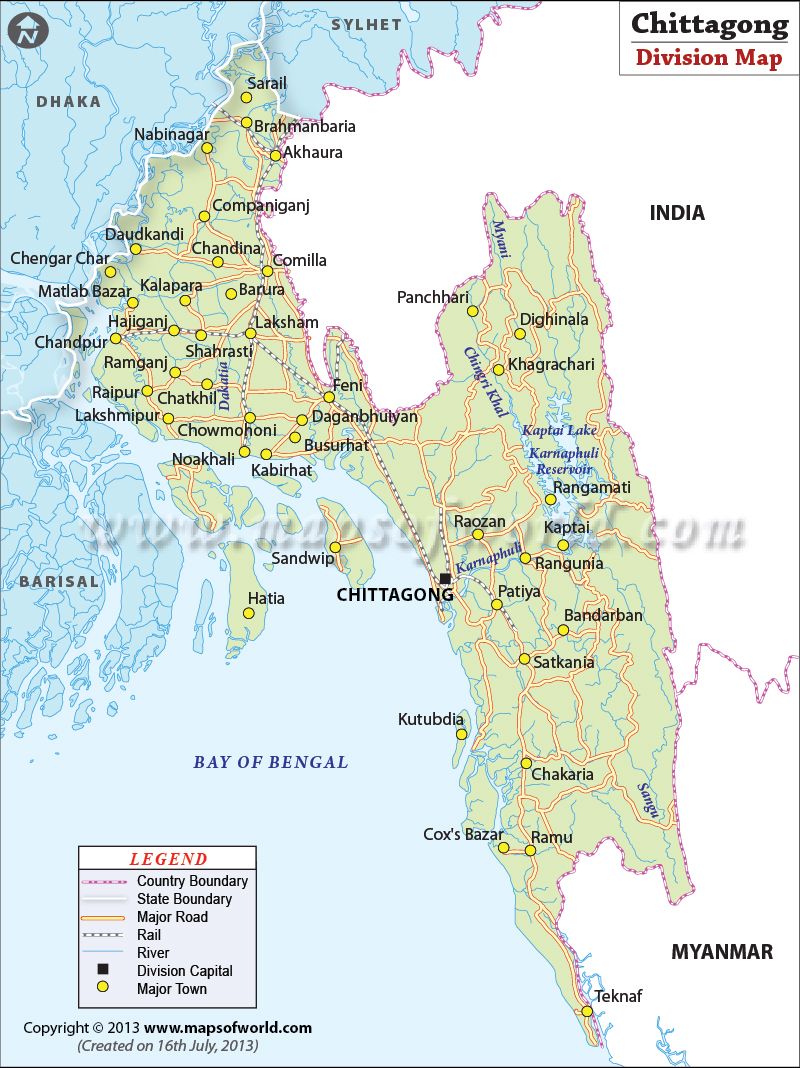 Chittagong
Division Map
N
SYLHET
DHAKA
Sarail
Brahmanbaria
Nabinagar
Akhaura
INDIA
Companiganj
Myani
Daudkandi
Chandina
Comilla
Chengar Char
Matlab Bazar
Kalapara
Barura
Panchhari
Dighinala
Hajiganj
Laksham
Chandpur
Shahrasti
Ramganj
Khagrachari
Chingri Khal
Dakatia
Raipur
Chatkhil
Feni
Lakshmipur
Daganbhuiyan
Chowmohoni
Kaptai Lake
Busurhat
Karnaphuli
Reservoir
Noakhali
Kabirhat
Rangamati
www.mapsofworld.com
Raozan
Kaptai
Sandwip
Karnaphuli
Rangunia
BARISAL
CHITTAGONG
Patiya
Hatia
Bandarban
Satkania
Kutubdia
BAY OF BENGAL
Chakaria
Sangu
Cox's Bazar
Ramu
LEGEND
Country Boundary
State Boundary
Major Road
Rail
River
Division Capital
Major Town
MYANMAR
Teknaf
Copyright © 2013 www.mapsofworld.com
(Created on 16th July, 2013)